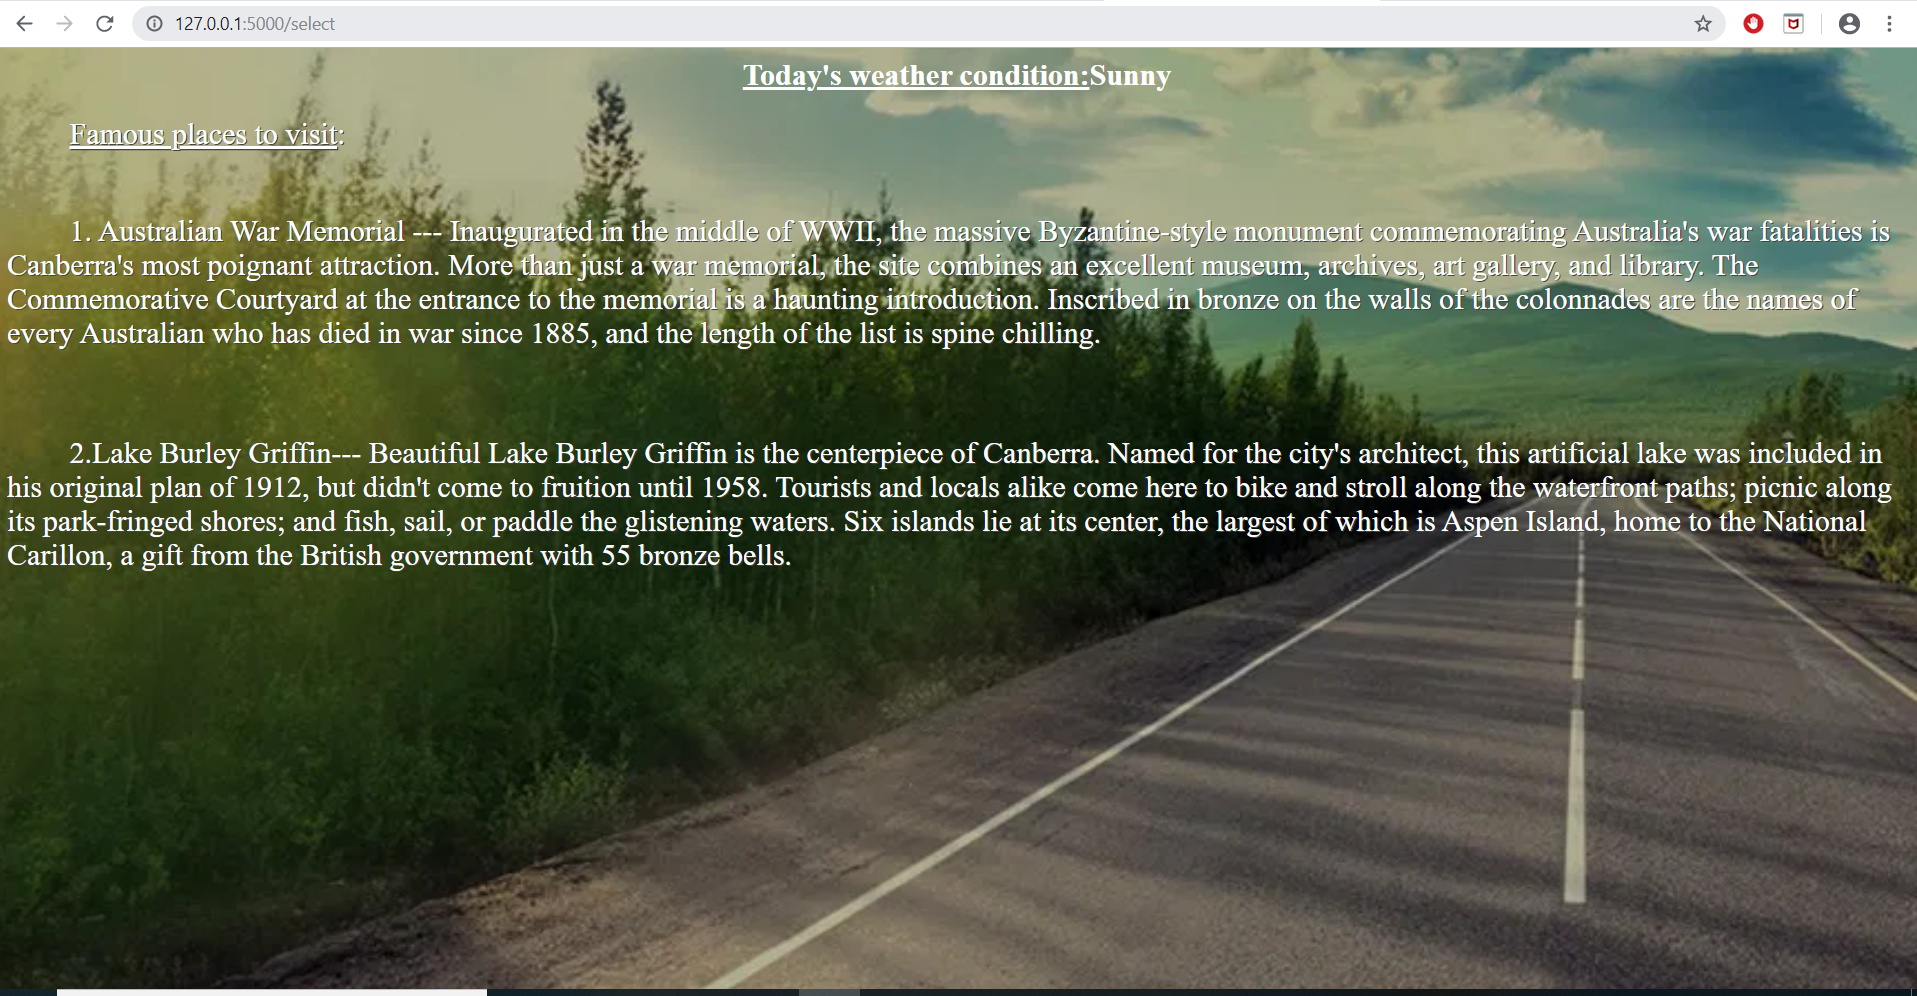 127.0.0.1:5000/select
Today's weather condition:Sunny
Famous places to visit:
1. Australian War Memorial --- Inaugurated in the middle of WWII, the massive Byzantine-style monument commemorating Australia's war fatalities is
Canberra's most poignant attraction. More than just a war memorial, the site combines an excellent museum, archives, art gallery, and library. The
Commemorative Courtyard at the entrance to the memorial is a haunting introduction. Inscribed in bronze on the walls of the colonnades are the names of
every Australian who has died in war since 1885, and the length of the list is spine chilling.
2.Lake Burley Griffin--- Beautiful Lake Burley Griffin is the centerpiece of Canberra. Named for the city's architect, this artificial lake was included in
his original plan of 1912, but didn't come to fruition until 1958. Tourists and locals alike come here to bike and stroll along the waterfront paths; picnic along
its park-fringed shores; and fish, sail, or paddle the glistening waters. Six islands lie at its center, the largest of which is Aspen Island, home to the National
Carillon, a gift from the British government with 55 bronze bells.